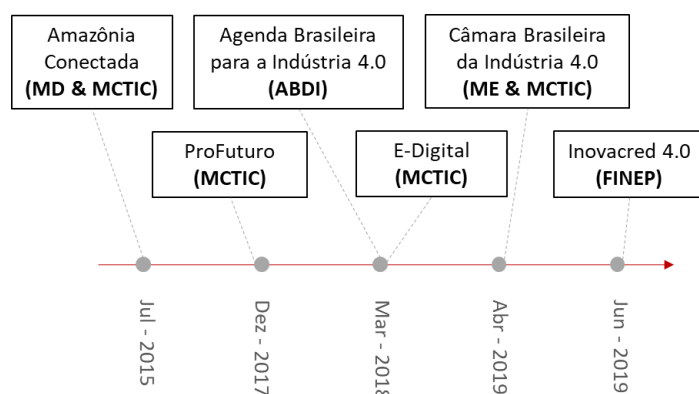 Amazônia
Conectada
(MD & MCTIC)
Agenda Brasileira
para a Indústria 4.0
(ABDI)
Câmara Brasileira
da Indústria 4.0
(ME & MCTIC)
ProFuturo
(MCTIC)
E-Digital
(MCTIC)
Inovacred 4.0
(FINEP)
Jul - 2015
Dez - 2017
Mar - 2018
Abr - 2019
Jun - 2019